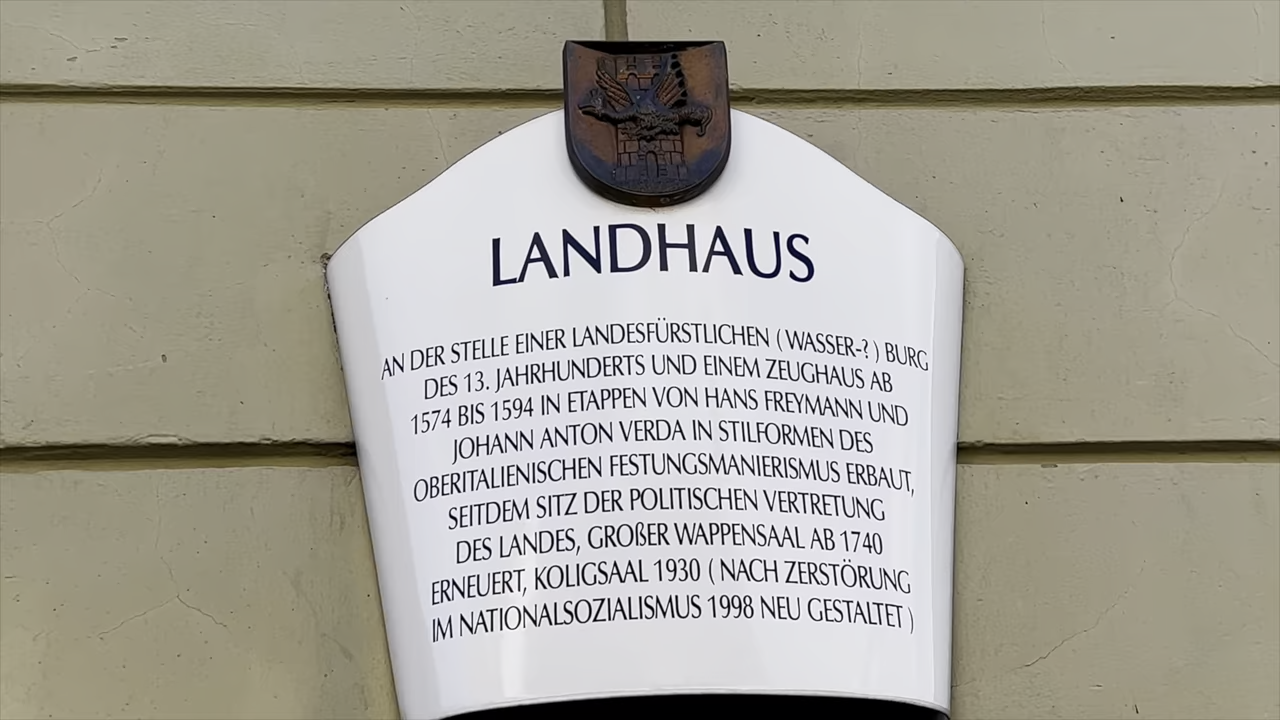 LANDHAUS
AN DER STELLE EINER LANDESFÜRSTLICHEN ( WASSER-? ) BURG
DES 13. JAHRHUNDERTS UND EINEM ZEUGHAUS AB
1574 BIS 1594 IN ETAPPEN VON HANS FREYMANN UND
JOHANN ANTON VERDA IN STILFORMEN DES
OBERITALIENISCHEN FESTUNGSMANIERISMUS ERBAUT,
SEITDEM SITZ DER POLITISCHEN VERTRETUNG
DES LANDES, GROßER WAPPENSAAL AB 1740
ERNEUERT, KOLIGSAAL 1930 ( NACH ZERSTÖRUNG
IM NATIONALSOZIALISMUS 1998 NEU GESTALTET )